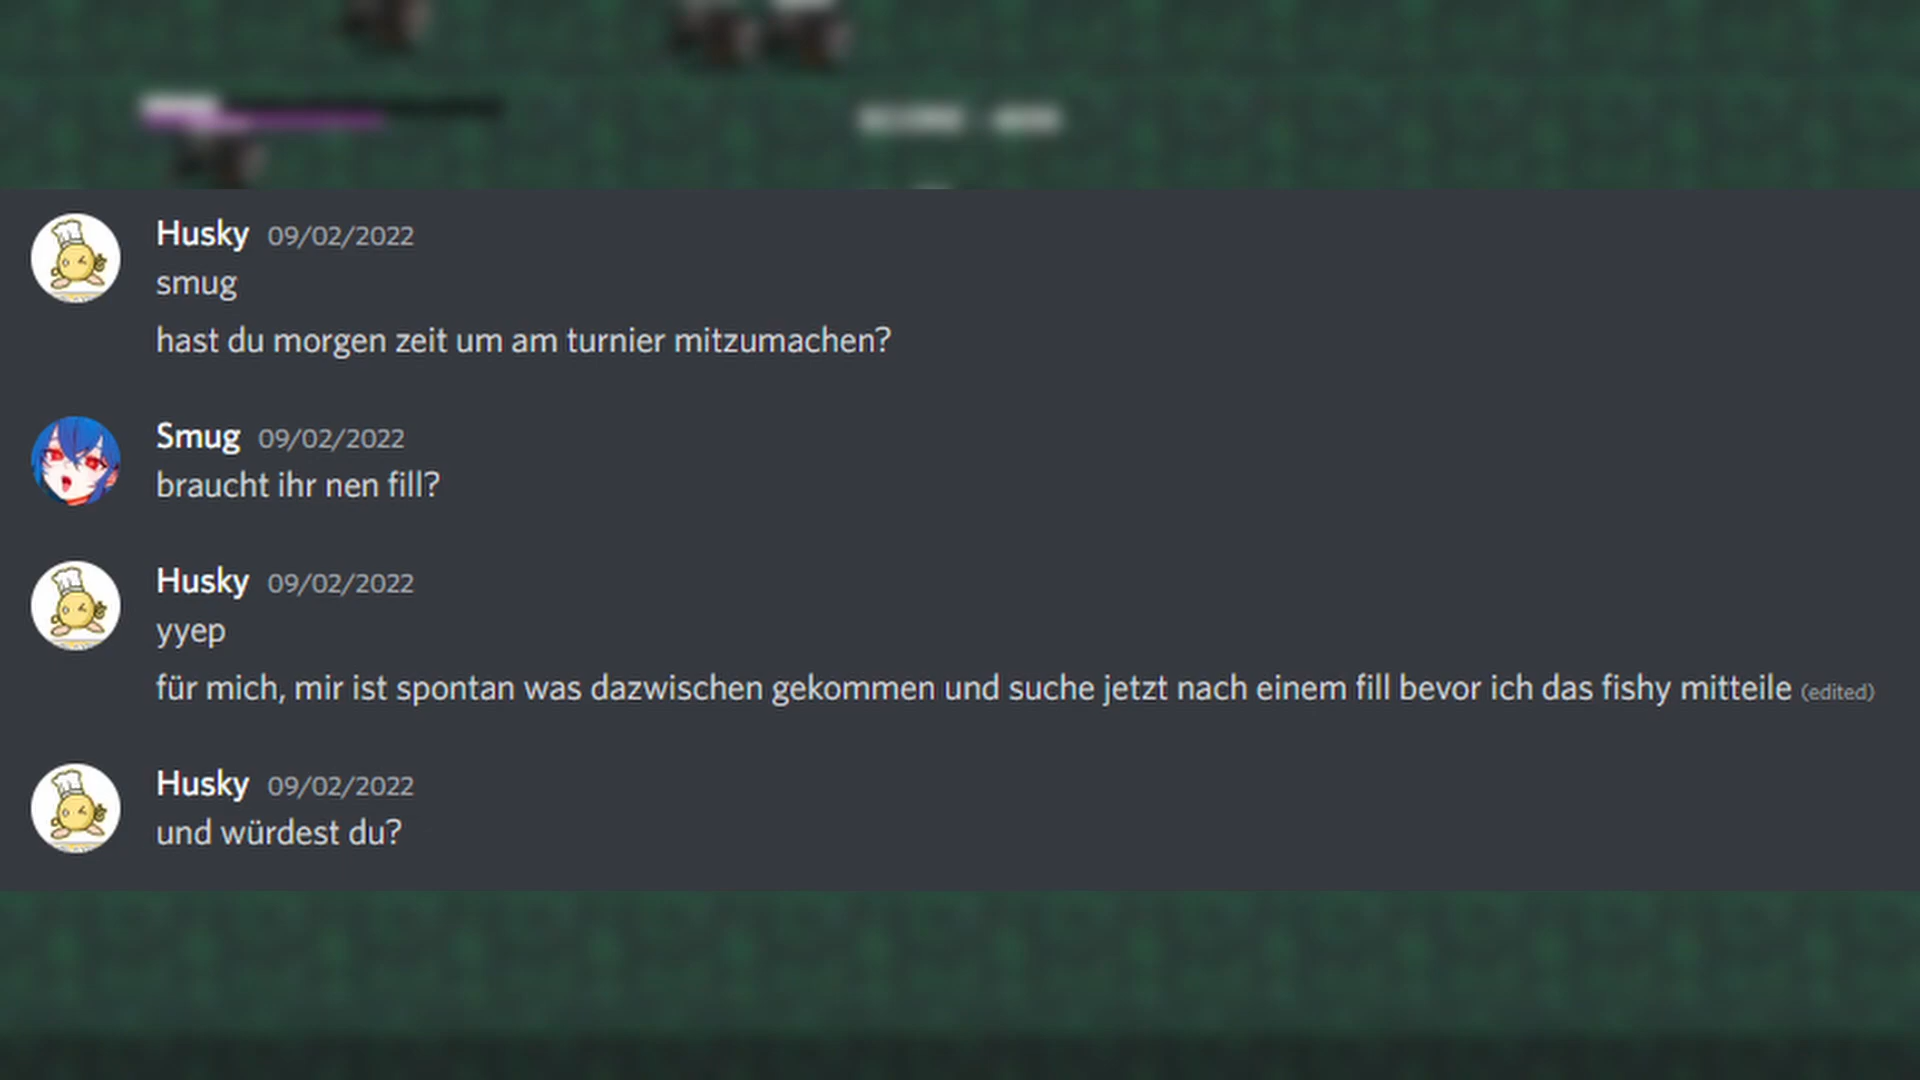 Husky 09/02/2022
smug
hast du morgen zeit um am turnier mitzumachen?
Smug 09/02/2022
braucht ihr nen fill?
Husky 09/02/2022
yyep
für mich, mir ist spontan was dazwischen gekommen und suche jetzt nach einem fill bevor ich das fishy mitteile (edited)
Husky 09/02/2022
und würdest du?